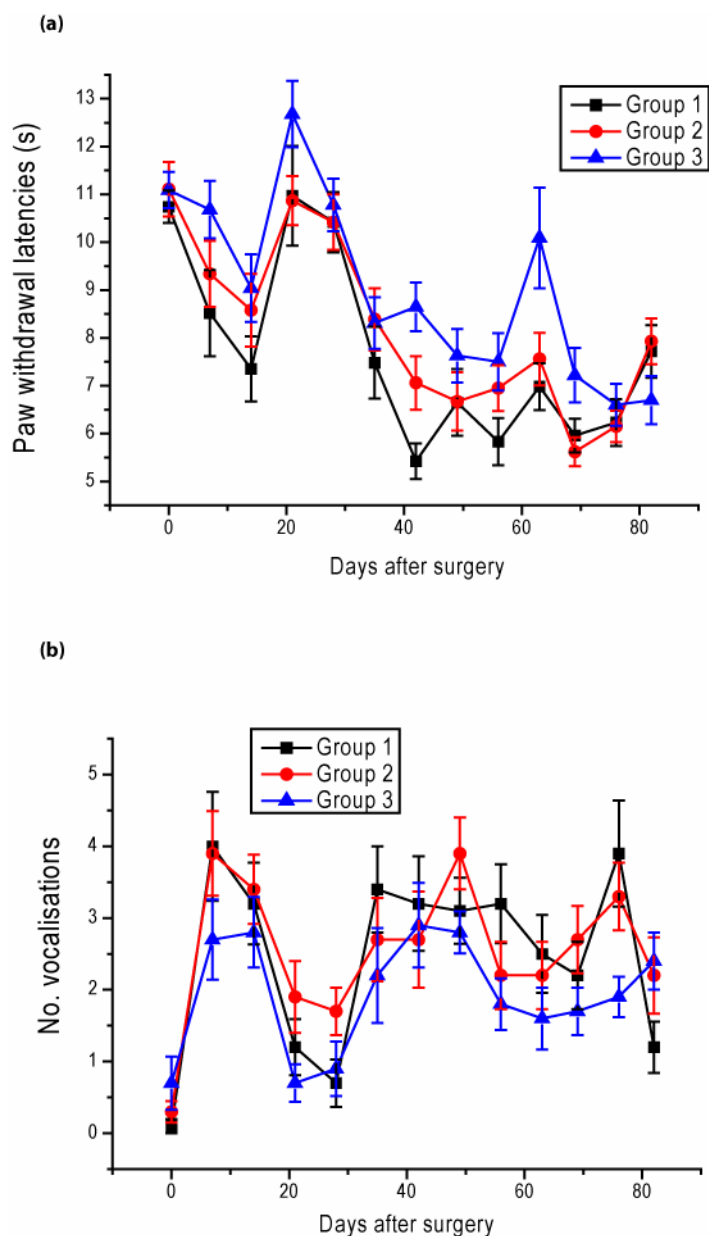 (a)
13
12
11
10
9
8
7
6
5
Paw withdrawal latencies (s)
Group 1
Group 2
Group 3
0 20 40 60 80
Days after surgery
(b)
5
4
3
2
1
0
No. vocalisations
Group 1
Group 2
Group 3
0 20 40 60 80
Days after surgery